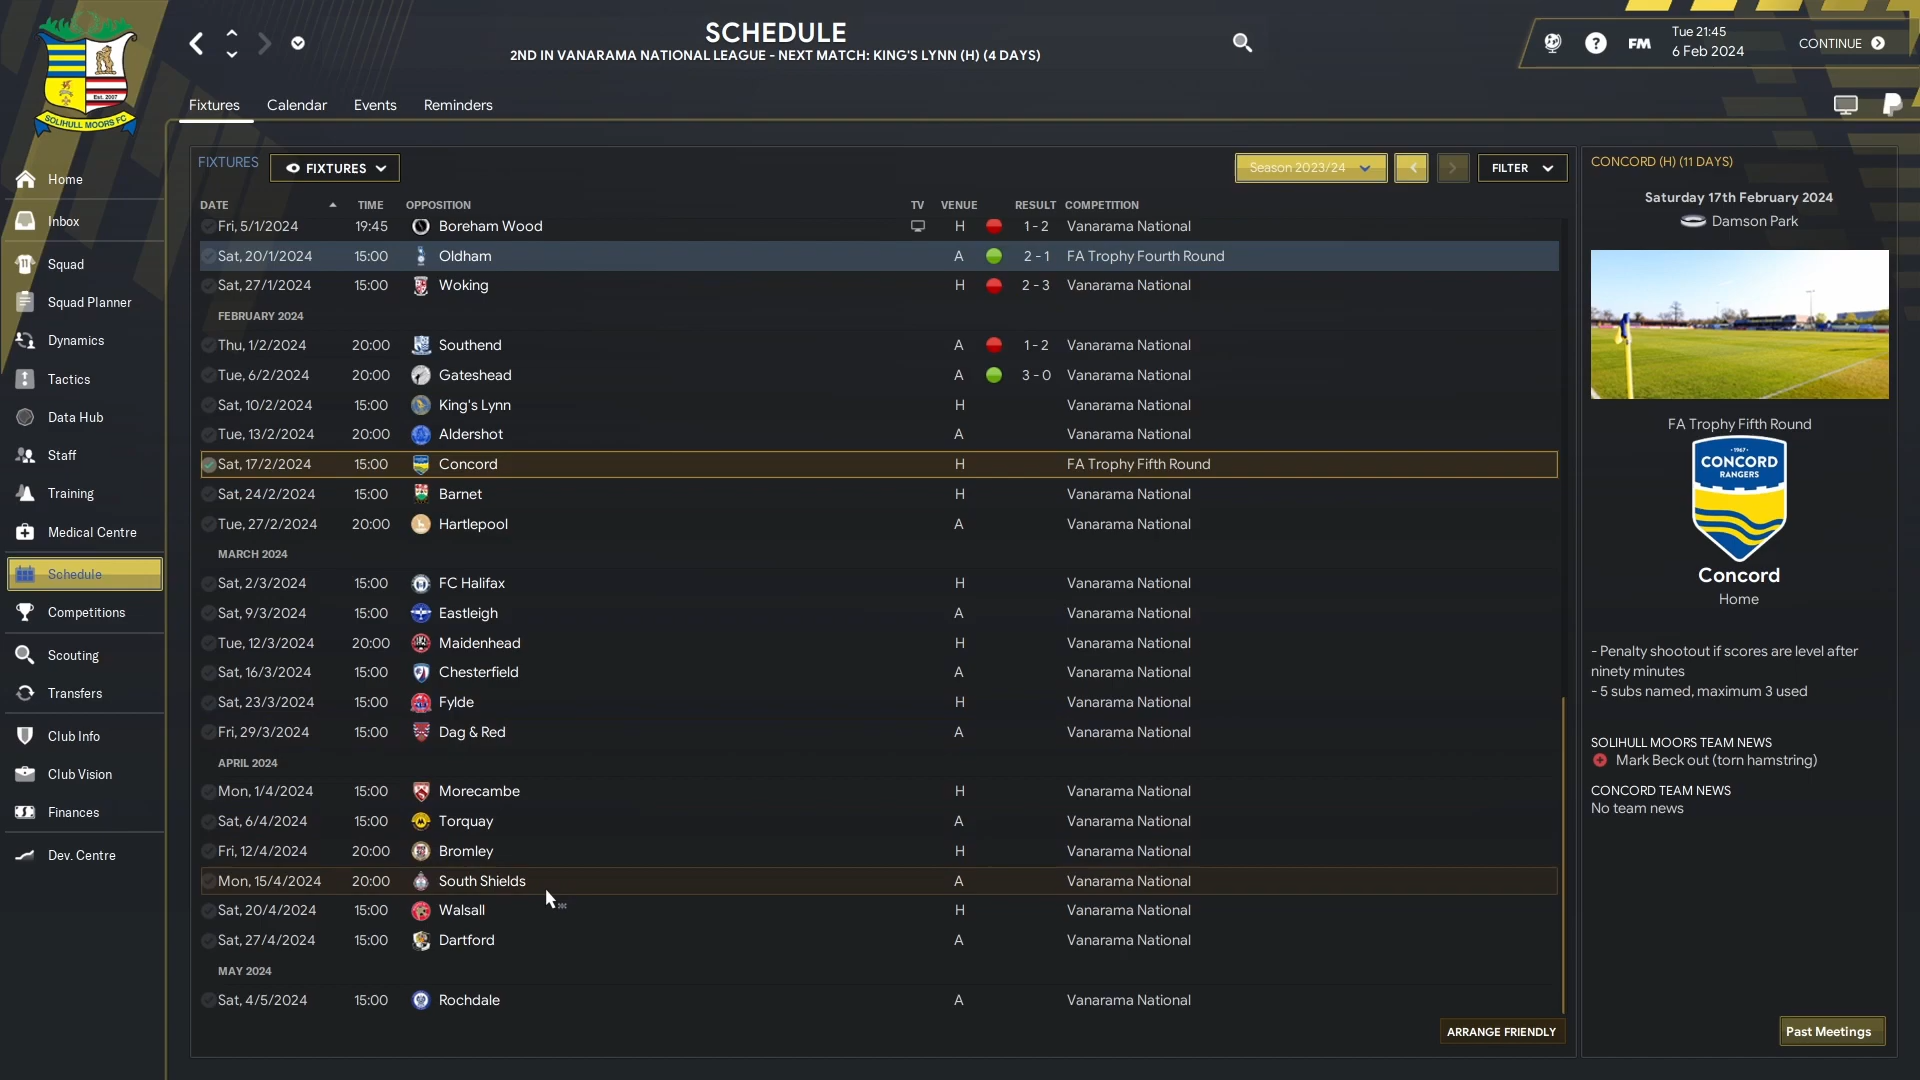 SCHEDULE
2ND IN VANARAMA NATIONAL LEAGUE - NEXT MATCH: KING'S LYNN (H) (4 DAYS)
FM
Tue 21:45
6 Feb 2024
CONTINUE
Est. 2007
SOLIHULL MOORS FC
Fixtures Calendar Events Reminders
Home
Inbox
Squad
Squad Planner
Dynamics
Tactics
Data Hub
Staff
Training
Medical Centre
Schedule
Competitions
Scouting
Transfers
Club Info
Club Vision
Finances
Dev. Centre
FIXTURES FIXTURES Season 2023/24 FILTER
DATE TIME OPPOSITION TV VENUE RESULT COMPETITION
Fri, 5/1/2024 19:45 Boreham Wood H 1 - 2 Vanarama National
Sat, 20/1/2024 15:00 Oldham A 2 - 1 FA Trophy Fourth Round
Sat, 27/1/2024 15:00 Woking H 2 - 3 Vanarama National
FEBRUARY 2024
Thu, 1/2/2024 20:00 Southend A 1 - 2 Vanarama National
Tue, 6/2/2024 20:00 Gateshead A 3 - 0 Vanarama National
Sat, 10/2/2024 15:00 King's Lynn H Vanarama National
Tue, 13/2/2024 20:00 Aldershot A Vanarama National
Sat, 17/2/2024 15:00 Concord H FA Trophy Fifth Round
Sat, 24/2/2024 15:00 Barnet H Vanarama National
Tue, 27/2/2024 20:00 Hartlepool A Vanarama National
MARCH 2024
Sat, 2/3/2024 15:00 FC Halifax H Vanarama National
Sat, 9/3/2024 15:00 Eastleigh A Vanarama National
Tue, 12/3/2024 20:00 Maidenhead H Vanarama National
Sat, 16/3/2024 15:00 Chesterfield A Vanarama National
Sat, 23/3/2024 15:00 Fylde H Vanarama National
Fri, 29/3/2024 15:00 Dag & Red A Vanarama National
APRIL 2024
Mon, 1/4/2024 15:00 Morecambe H Vanarama National
Sat, 6/4/2024 15:00 Torquay A Vanarama National
Fri, 12/4/2024 20:00 Bromley H Vanarama National
Mon, 15/4/2024 20:00 South Shields A Vanarama National
Sat, 20/4/2024 15:00 Walsall H Vanarama National
Sat, 27/4/2024 15:00 Dartford A Vanarama National
MAY 2024
Sat, 4/5/2024 15:00 Rochdale A Vanarama National
ARRANGE FRIENDLY
CONCORD (H) (11 DAYS)
Saturday 17th February 2024
Damson Park
FA Trophy Fifth Round
1967
CONCORD
RANGERS
Concord
Home
- Penalty shootout if scores are level after
ninety minutes
- 5 subs named, maximum 3 used
SOLIHULL MOORS TEAM NEWS
Mark Beck out (torn hamstring)
CONCORD TEAM NEWS
No team news
Past Meetings